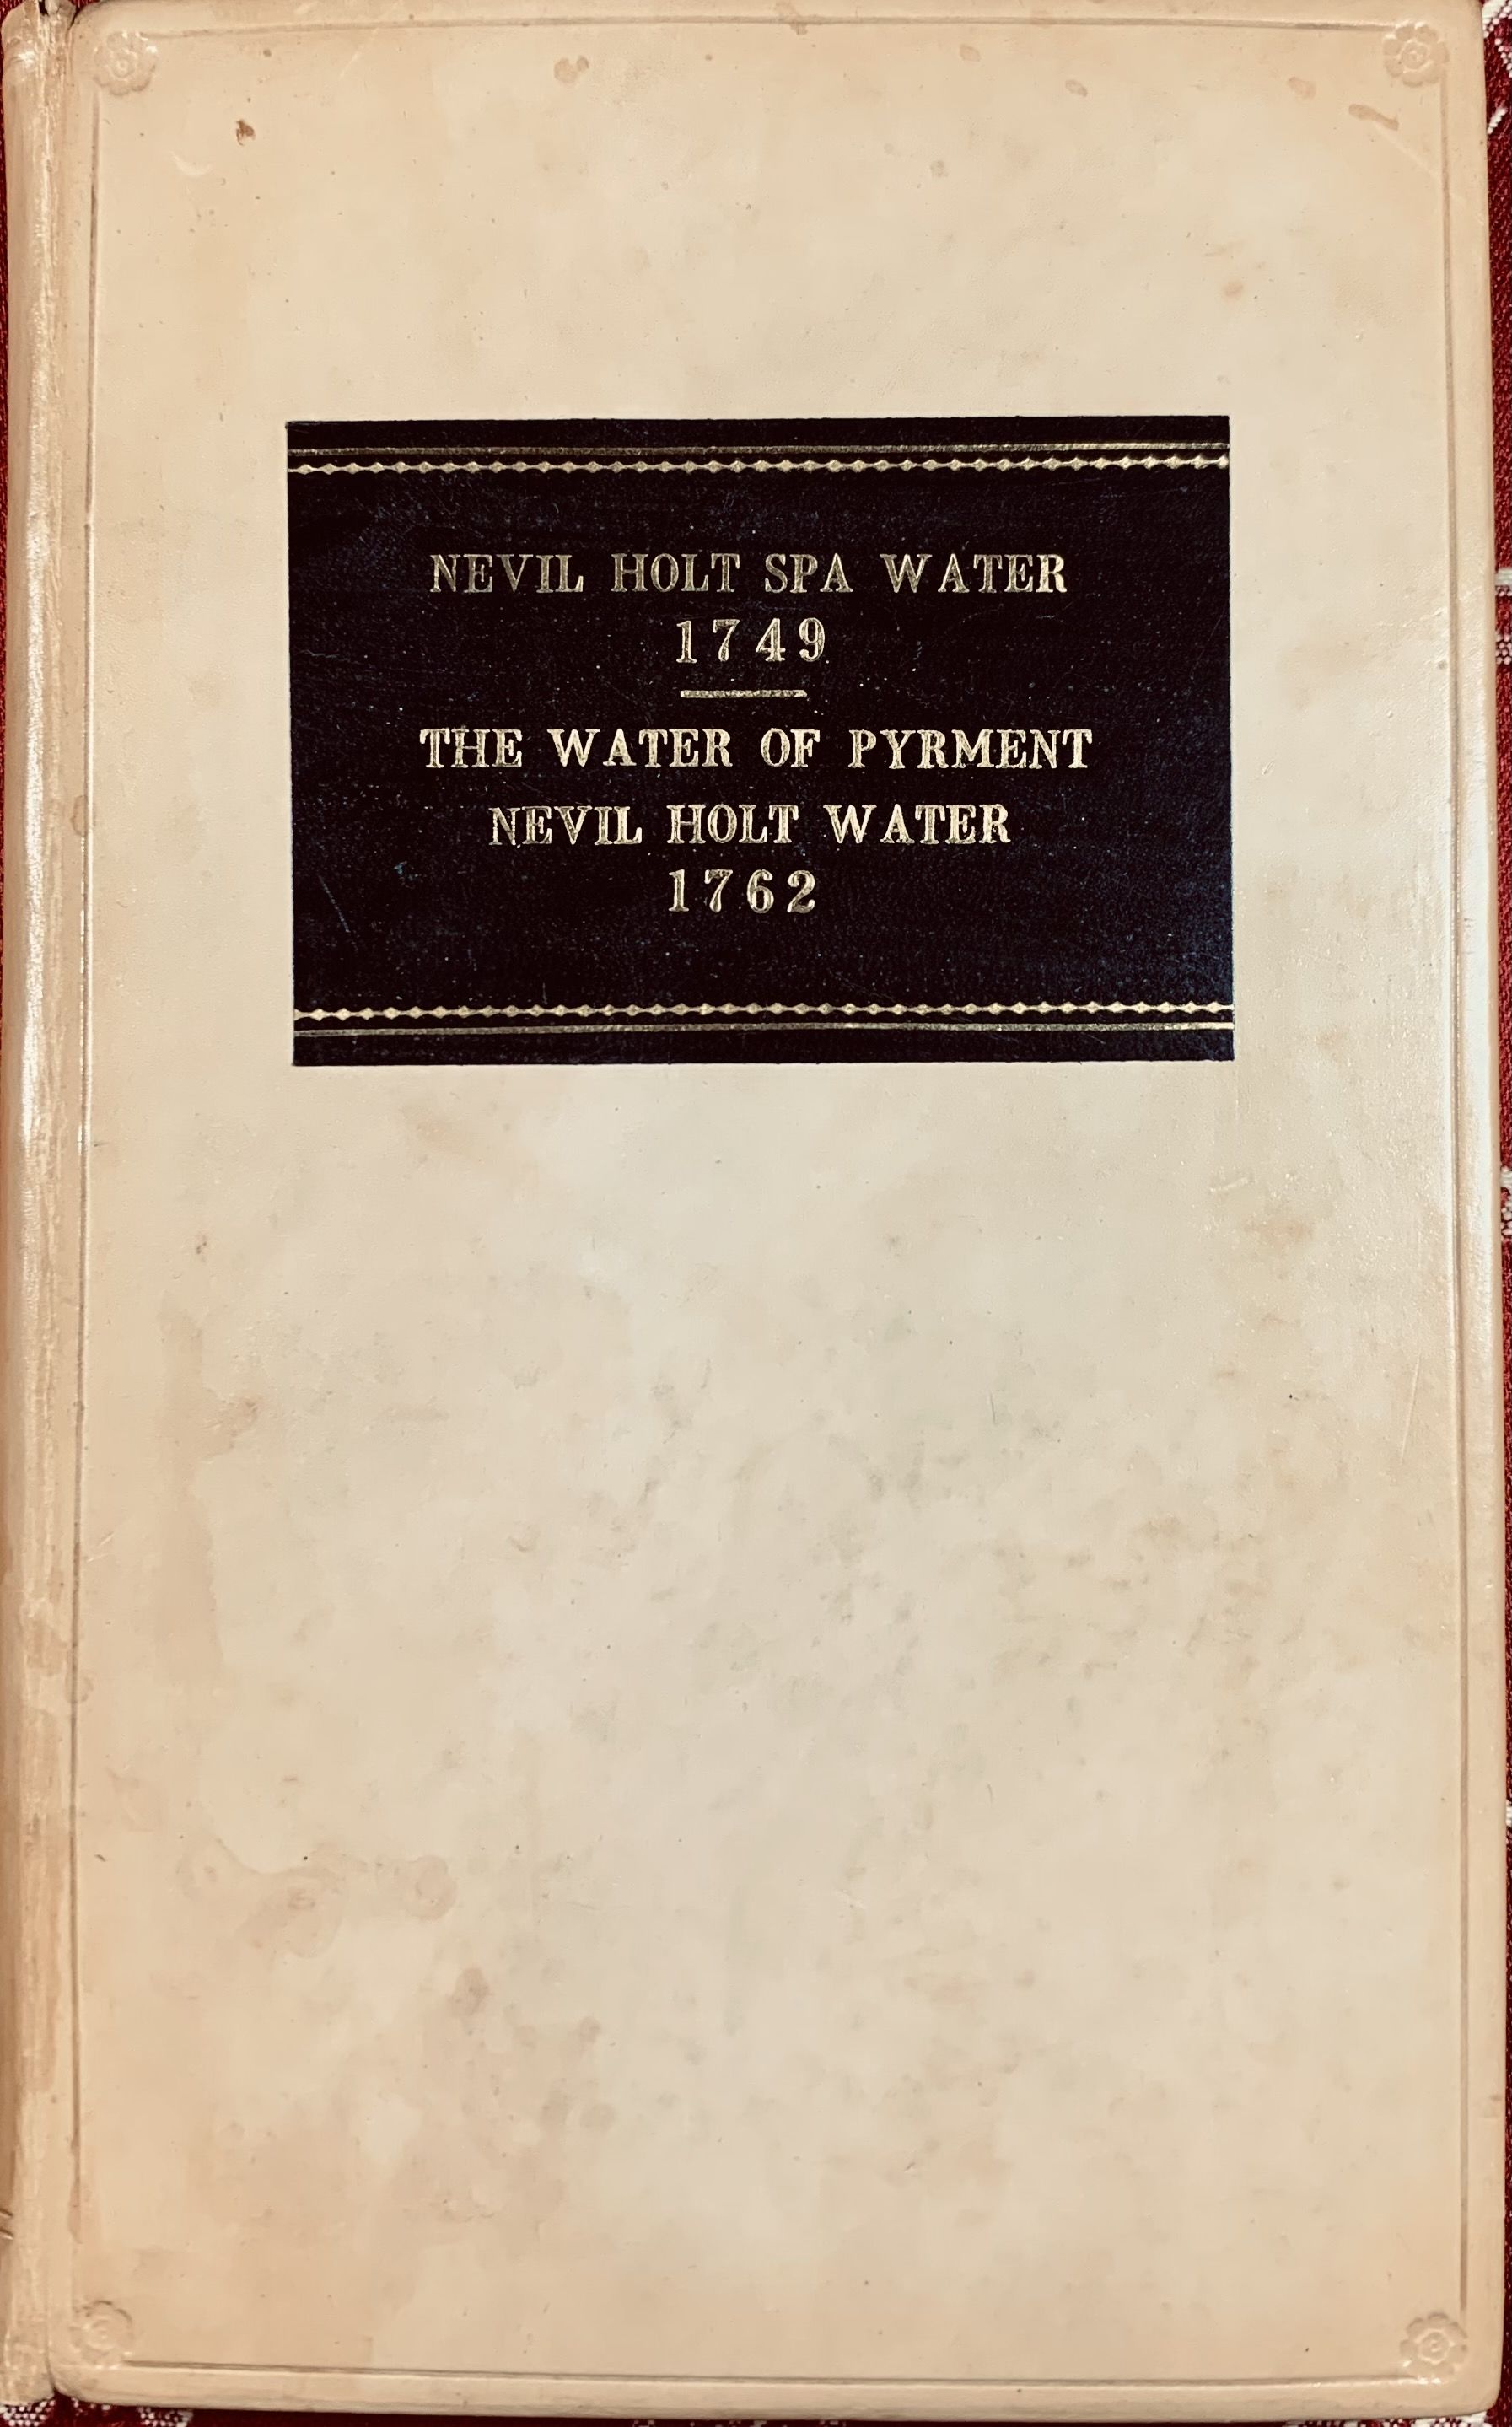 NEVIL HOLT SPA WATER
1749
THE WATER OF PYRMENT
NEVIL HOLT WATER
1762